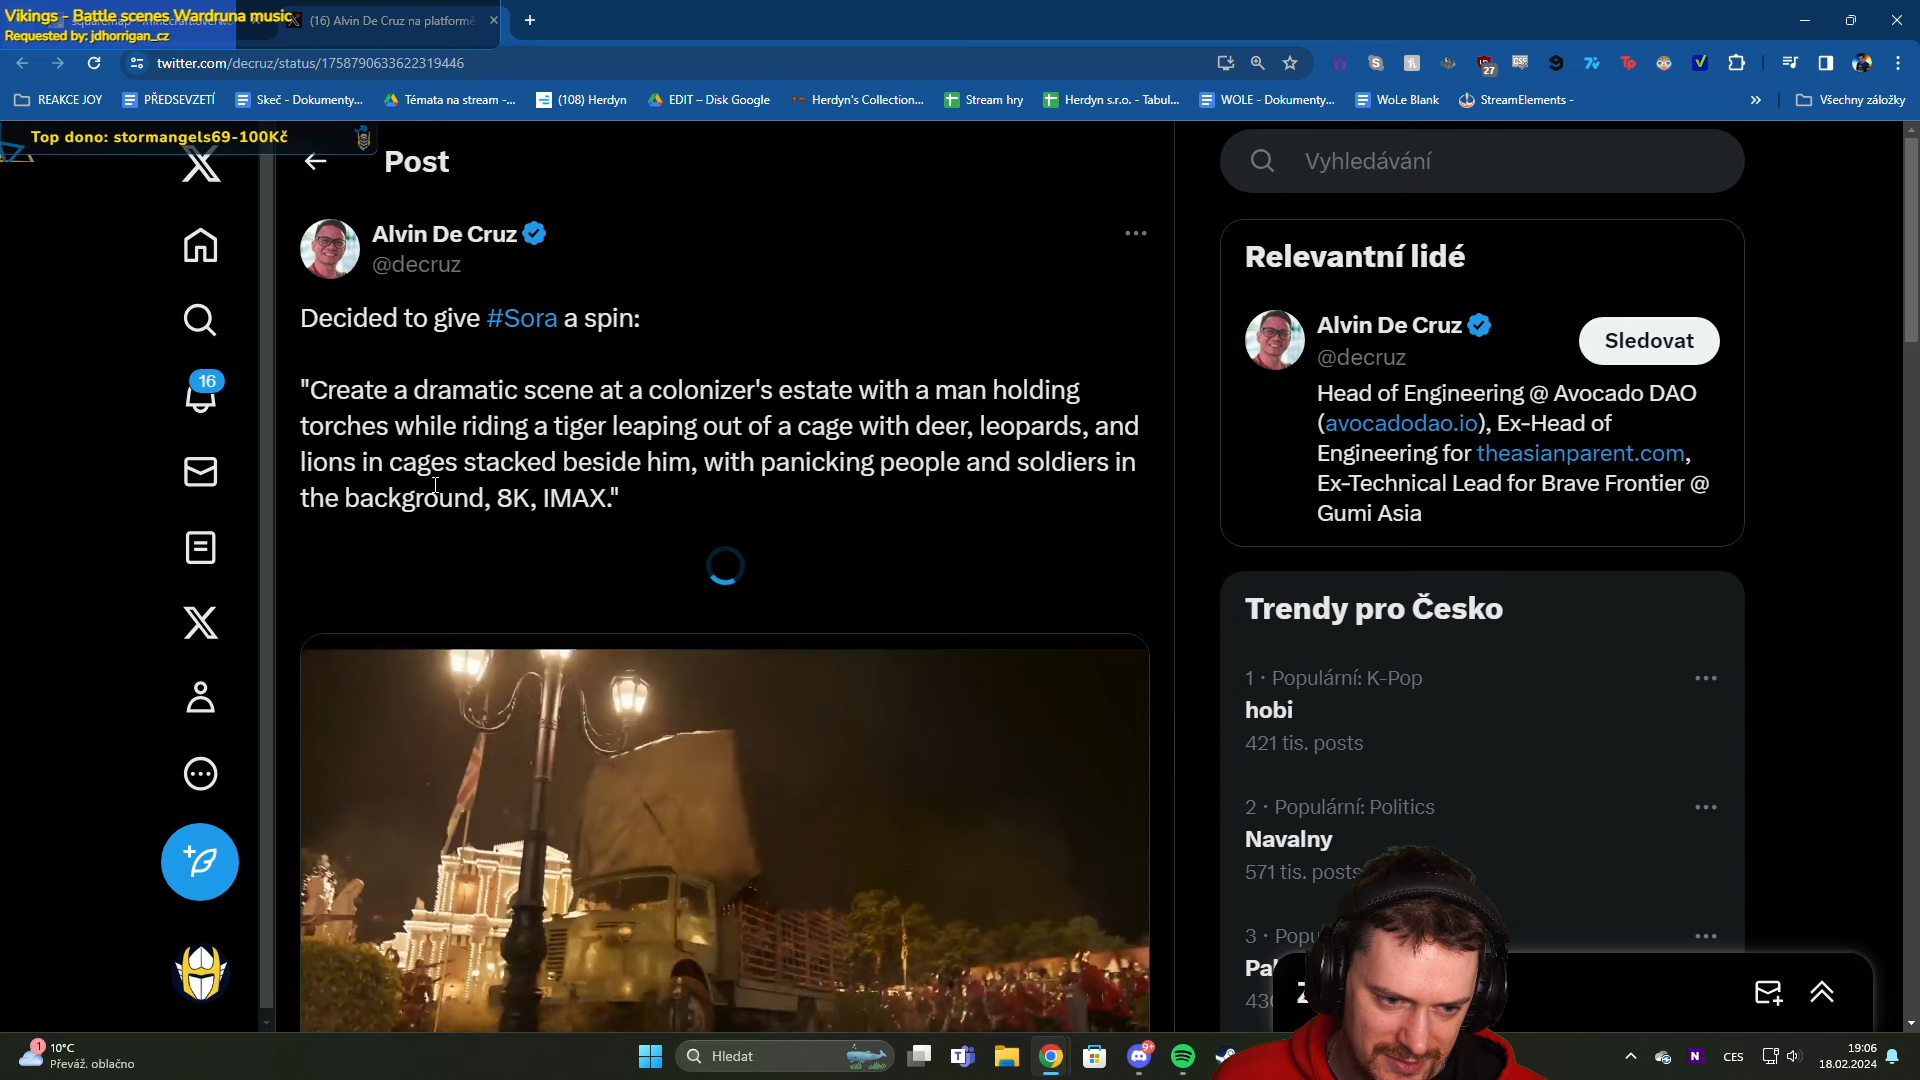 Vikings - Battle scenes Wardruna music
Requested by: jdhorrigan_cz
(16) Alvin De Cruz na platformě
twitter.com/decruz/status/1758790633622319446
27
REAKCE JOY
PŘEDSEVZETÍ
Skeč - Dokumenty...
Témata na stream -...
(108) Herdyn
EDIT – Disk Google
Herdyn's Collection...
Stream hry
Herdyn s.r.o. - Tabul...
WOLE - Dokumenty...
WoLe Blank
StreamElements -
Všechny záložky
Top dono: stormangels69-100Kč
Post
Vyhledávání
Alvin De Cruz
@decruz
Decided to give #Sora a spin:
"Create a dramatic scene at a colonizer's estate with a man holding
torches while riding a tiger leaping out of a cage with deer, leopards, and
lions in cages stacked beside him, with panicking people and soldiers in
the background, 8K, IMAX."
16
Relevantní lidé
Alvin De Cruz
@decruz
Sledovat
Head of Engineering @ Avocado DAO
(avocadodao.io), Ex-Head of
Engineering for theasianparent.com,
Ex-Technical Lead for Brave Frontier @
Gumi Asia
Trendy pro Česko
1 · Populární: K-Pop
hobi
421 tis. posts
2 · Populární: Politics
Navalny
571 tis. posts
1
10°C
Převáž. oblačno
Hledat
9+
CES
19:06
18.02.2024